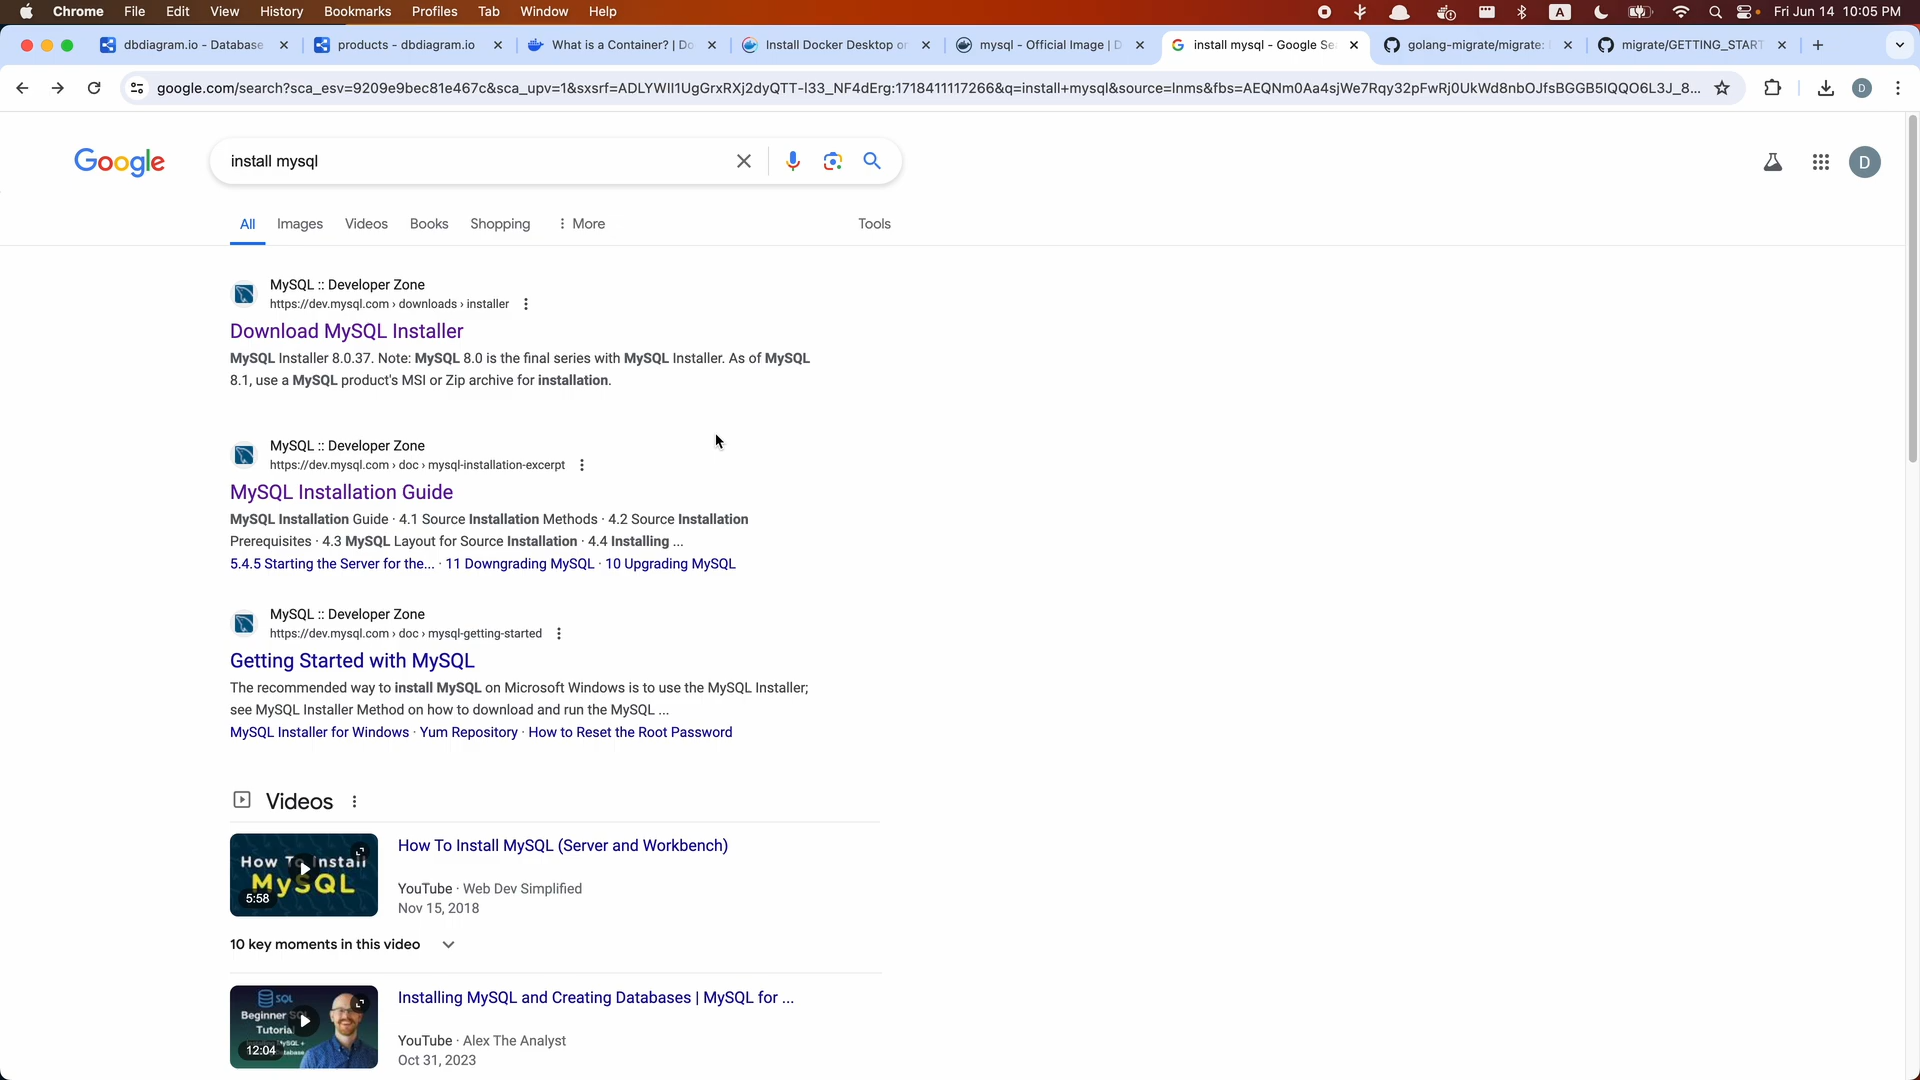 Chrome File Edit View History Bookmarks Profiles Tab Window Help A Fri Jun 14 10:05 PM
dbdiagram.io - Database products - dbdiagram.io What is a Container? | Do Install Docker Desktop or mysql - Official Image | D install mysql - Google Se golang-migrate/migrate: migrate/GETTING_START
google.com/search?sca_esv=9209e9bec81e467c&sca_upv=1&sxsrf=ADLYWII1UgGrxRXj2dyQTT-I33_NF4dErg:1718411117266&q=install+mysql&source=lnms&fbs=AEQNm0Aa4sjWe7Rqy32pFwRj0UkWd8nbOJfsBGGB5IQQO6L3J_8... D
Google install mysql D
All Images Videos Books Shopping More Tools
MySQL :: Developer Zone
https://dev.mysql.com › downloads › installer
Download MySQL Installer
MySQL Installer 8.0.37. Note: MySQL 8.0 is the final series with MySQL Installer. As of MySQL
8.1, use a MySQL product's MSI or Zip archive for installation.
MySQL :: Developer Zone
https://dev.mysql.com › doc › mysql-installation-excerpt
MySQL Installation Guide
MySQL Installation Guide · 4.1 Source Installation Methods · 4.2 Source Installation
Prerequisites · 4.3 MySQL Layout for Source Installation · 4.4 Installing ...
5.4.5 Starting the Server for the... · 11 Downgrading MySQL · 10 Upgrading MySQL
MySQL :: Developer Zone
https://dev.mysql.com › doc › mysql-getting-started
Getting Started with MySQL
The recommended way to install MySQL on Microsoft Windows is to use the MySQL Installer;
see MySQL Installer Method on how to download and run the MySQL ...
MySQL Installer for Windows · Yum Repository · How to Reset the Root Password
Videos
How To Install MySQL (Server and Workbench)
How To Install
MySQL
5:58
YouTube · Web Dev Simplified
Nov 15, 2018
10 key moments in this video
Installing MySQL and Creating Databases | MySQL for ...
SQL
Beginner SQL
Tutorial
12:04
YouTube · Alex The Analyst
Oct 31, 2023